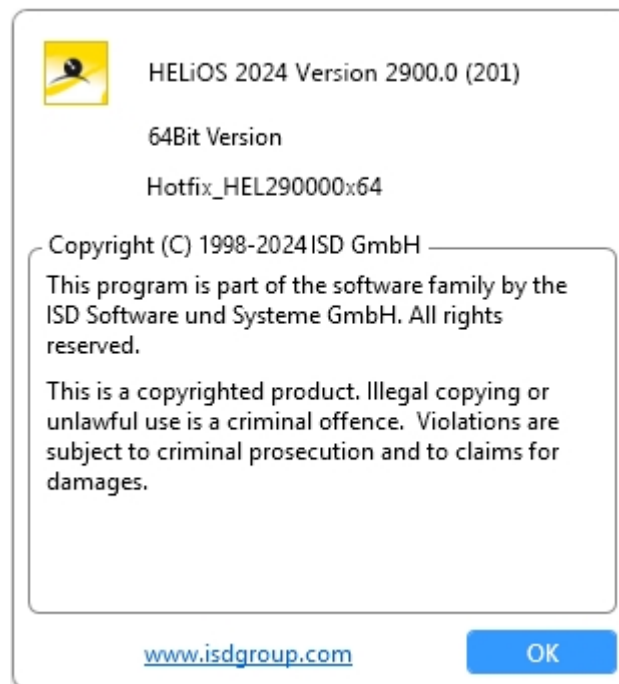 HELiOS 2024 Version 2900.0 (201)
64Bit Version
Hotfix_HEL290000x64
Copyright (C) 1998-2024 ISD GmbH
This program is part of the software family by the
ISD Software und Systeme GmbH. All rights
reserved.
This is a copyrighted product. Illegal copying or
unlawful use is a criminal offence.  Violations are
subject to criminal prosecution and to claims for
damages.
www.isdgroup.com
OK